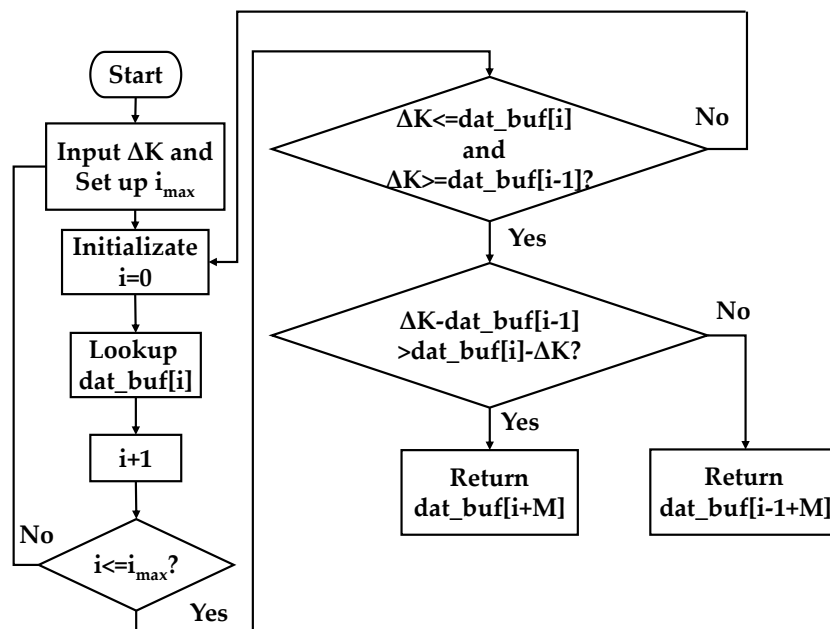 Start
Input ΔK and
Set up imax
Initializate
i=0
Lookup
dat_buf[i]
i+1
No
i<=imax?
Yes
ΔK<=dat_buf[i]
and
ΔK>=dat_buf[i-1]?
No
Yes
ΔK-dat_buf[i-1]
>dat_buf[i]-ΔK?
No
Yes
Return
dat_buf[i+M]
Return
dat_buf[i-1+M]